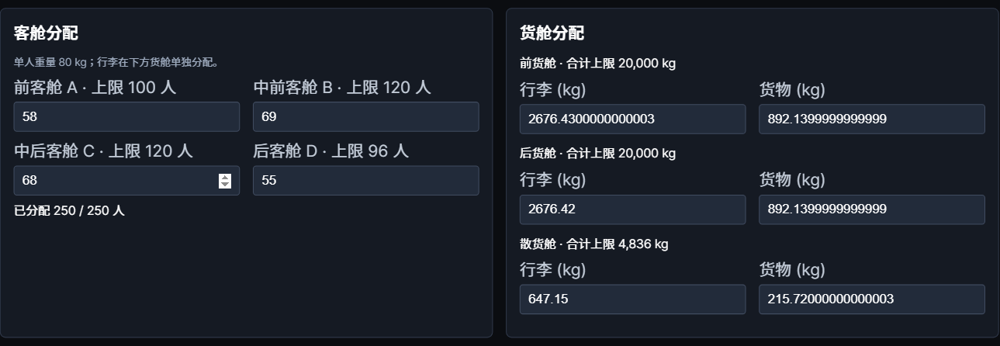 客舱分配
单人重量 80 kg；行李在下方货舱单独分配。
前客舱 A · 上限 100 人
中前客舱 B · 上限 120 人
58
69
中后客舱 C · 上限 120 人
后客舱 D · 上限 96 人
68
55
已分配 250 / 250 人
货舱分配
前货舱 · 合计上限 20,000 kg
行李 (kg)
货物 (kg)
2676.4300000000003
892.1399999999999
后货舱 · 合计上限 20,000 kg
行李 (kg)
货物 (kg)
2676.42
892.1399999999999
散货舱 · 合计上限 4,836 kg
行李 (kg)
货物 (kg)
647.15
215.72000000000003